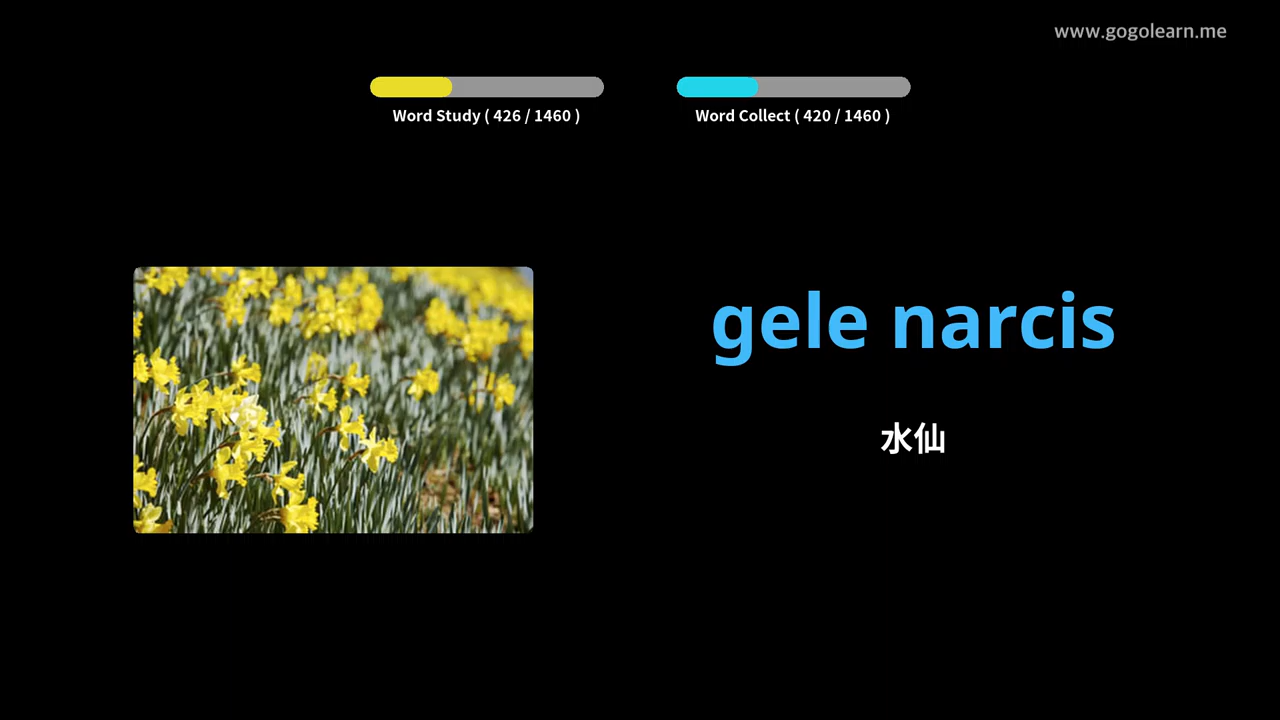 www.gogolearn.me
Word Study ( 426 / 1460 )
Word Collect ( 420 / 1460 )
gele narcis
水仙